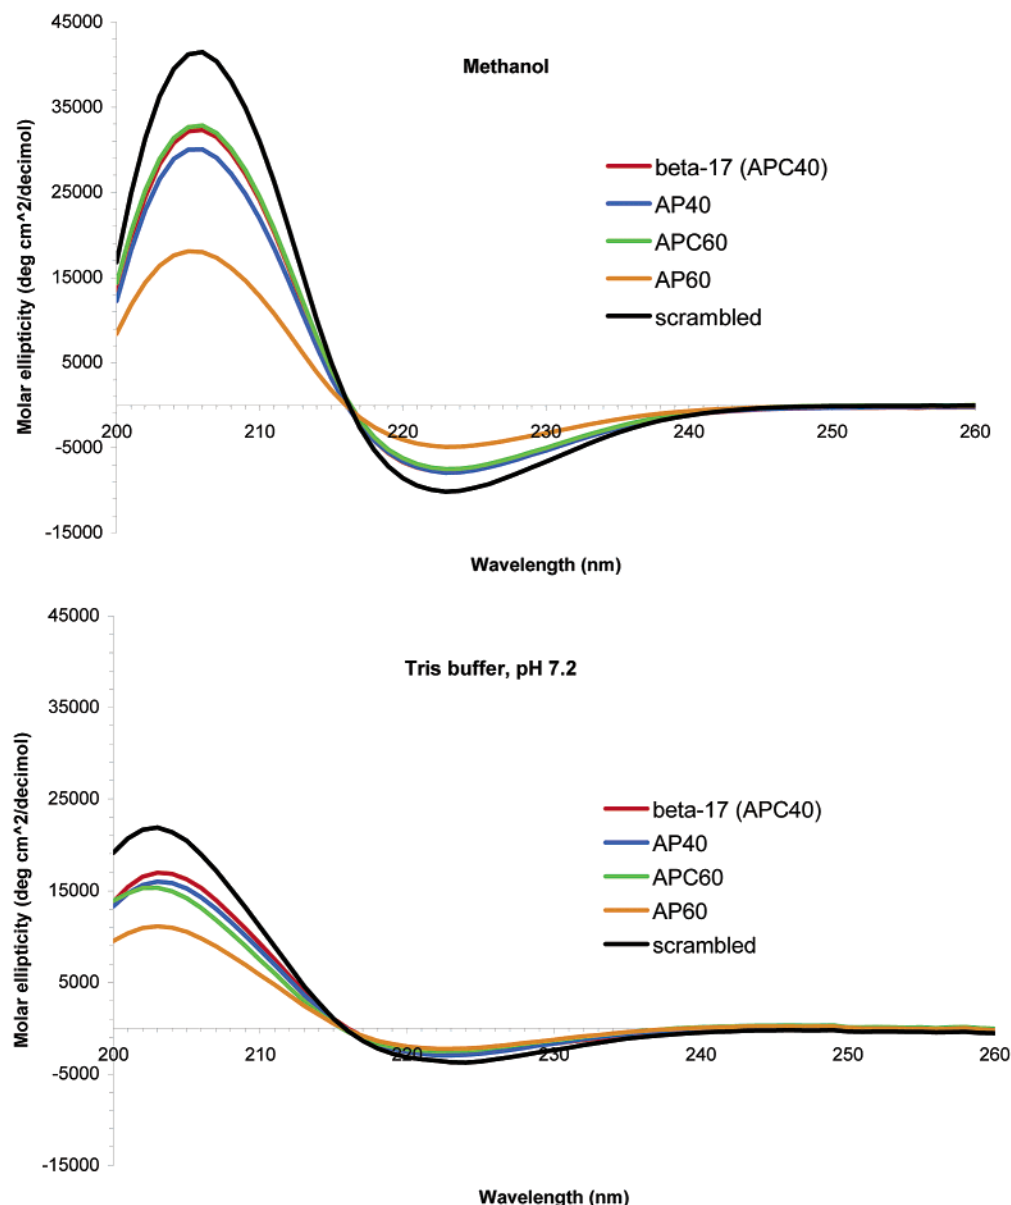 45000
Methanol
35000
25000
15000
5000
-5000
-15000
Molar ellipticity (deg cm^2/decimol)
beta-17 (APC40)
AP40
APC60
AP60
scrambled
200
210
220
230
240
250
260
Wavelength (nm)
45000
Tris buffer, pH 7.2
35000
25000
15000
5000
-5000
-15000
Molar ellipticity (deg cm^2/decimol)
beta-17 (APC40)
AP40
APC60
AP60
scrambled
200
210
220
230
240
250
260
Wavelength (nm)